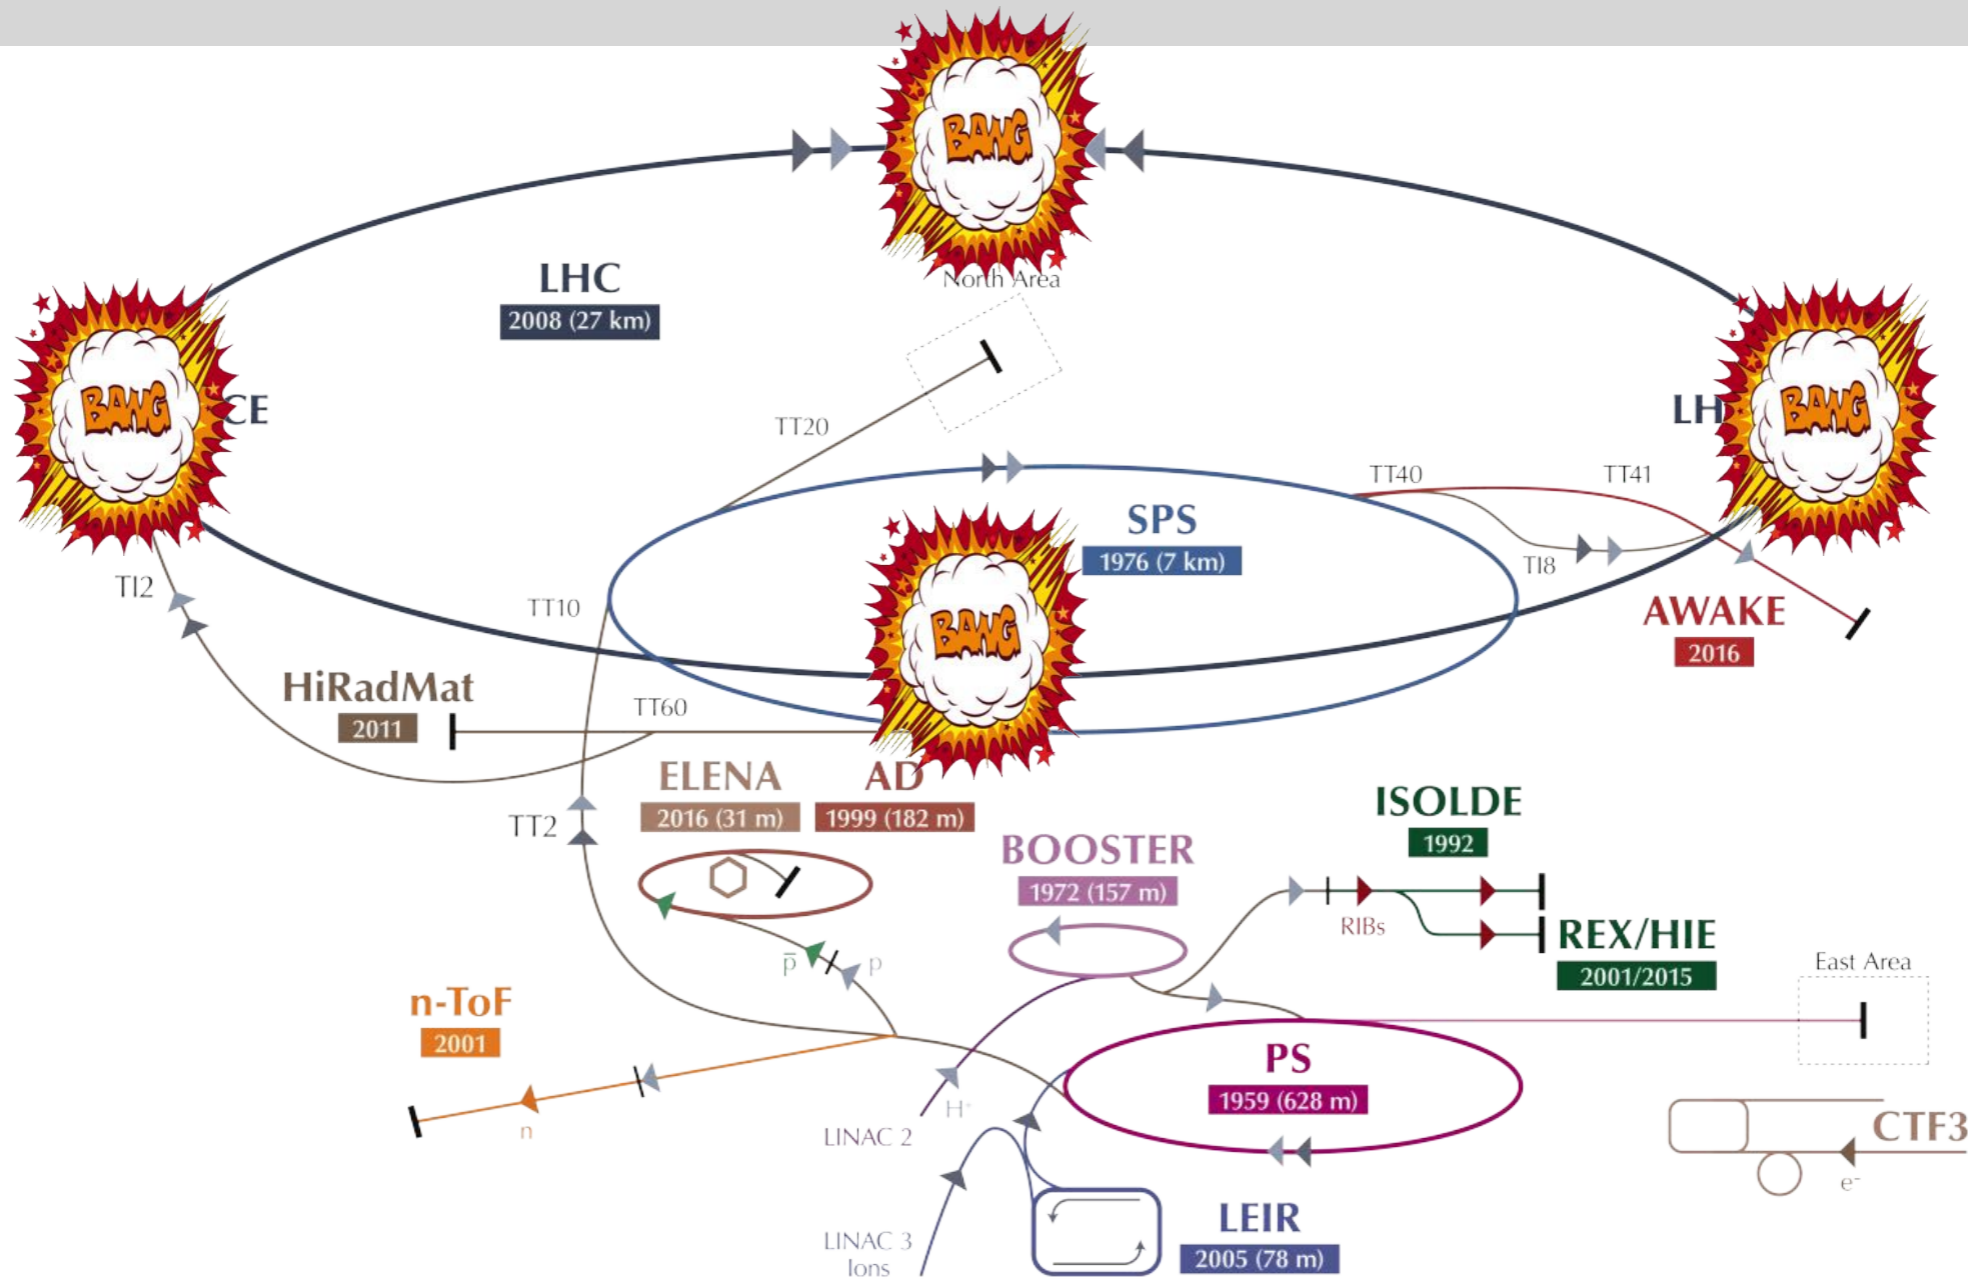 BANG
North Area
LHC
2008 (27 km)
BANG
CE
LH
BANG
TT20
TT40
TT41
SPS
1976 (7 km)
TI8
TI2
TT10
BANG
AWAKE
2016
HiRadMat
2011
TT60
ELENA
2016 (31 m)
AD
1999 (182 m)
TT2
ISOLDE
1992
BOOSTER
1972 (157 m)
RIBs
REX/HIE
2001/2015
East Area
p̅
p
n-ToF
2001
n
PS
1959 (628 m)
LINAC 2
H⁺
CTF3
e⁻
LEIR
2005 (78 m)
LINAC 3
Ions